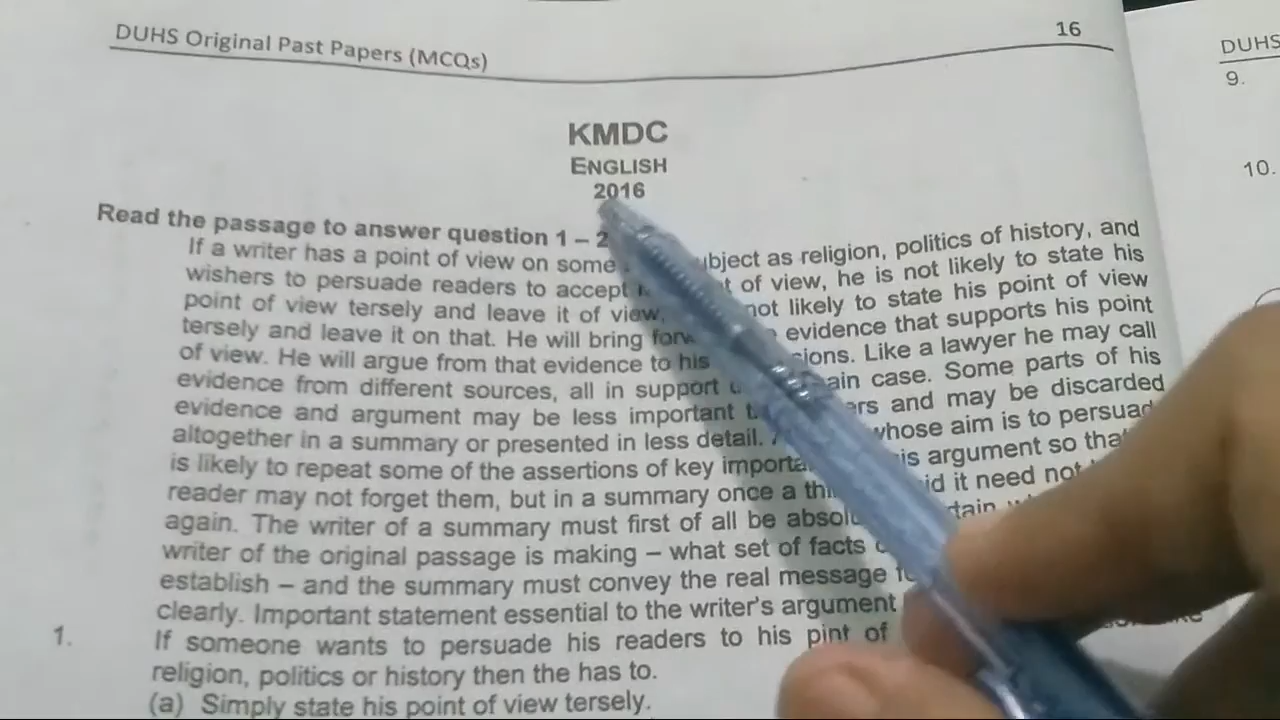 DUHS Original Past Papers (MCQs)
16
KMDC
ENGLISH
2016
Read the passage to answer question 1 – 2
If a writer has a point of view on some ubject as religion, politics of history, and
wishers to persuade readers to accept of view, he is not likely to state his
point of view tersely and leave it of view, not likely to state his point of view
tersely and leave it on that. He will bring evidence that supports his point
of view. He will argue from that evidence to his Like a lawyer he may call
evidence from different sources, all in support case. Some parts of his
evidence and argument may be less important and may be discarded
altogether in a summary or presented in less detail. whose aim is to persuad
is likely to repeat some of the assertions of key his argument so
reader may not forget them, but in a summary once a it need not
again. The writer of a summary must first of all be
writer of the original passage is making – what set of facts
establish – and the summary must convey the real message
clearly. Important statement essential to the writer's argument
1.
If someone wants to persuade his readers to his pint of
religion, politics or history then the has to.
(a) Simply state his point of view tersely.
DUHS
9.
10.